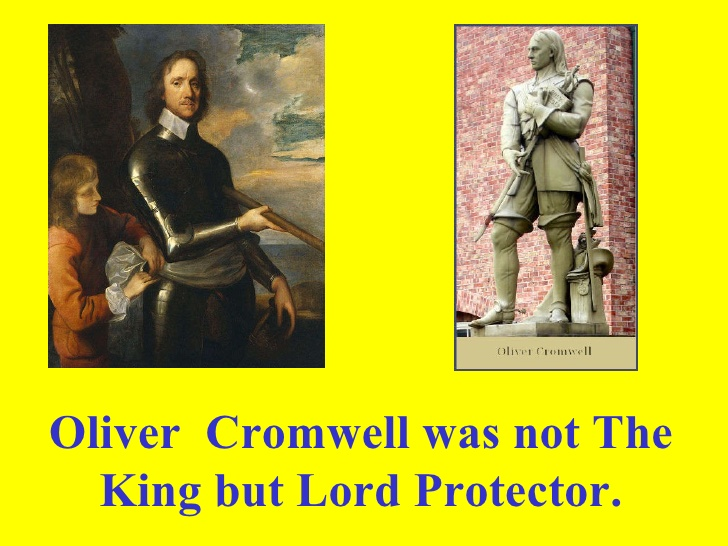 Oliver Cromwell
Oliver  Cromwell was not The
King but Lord Protector.